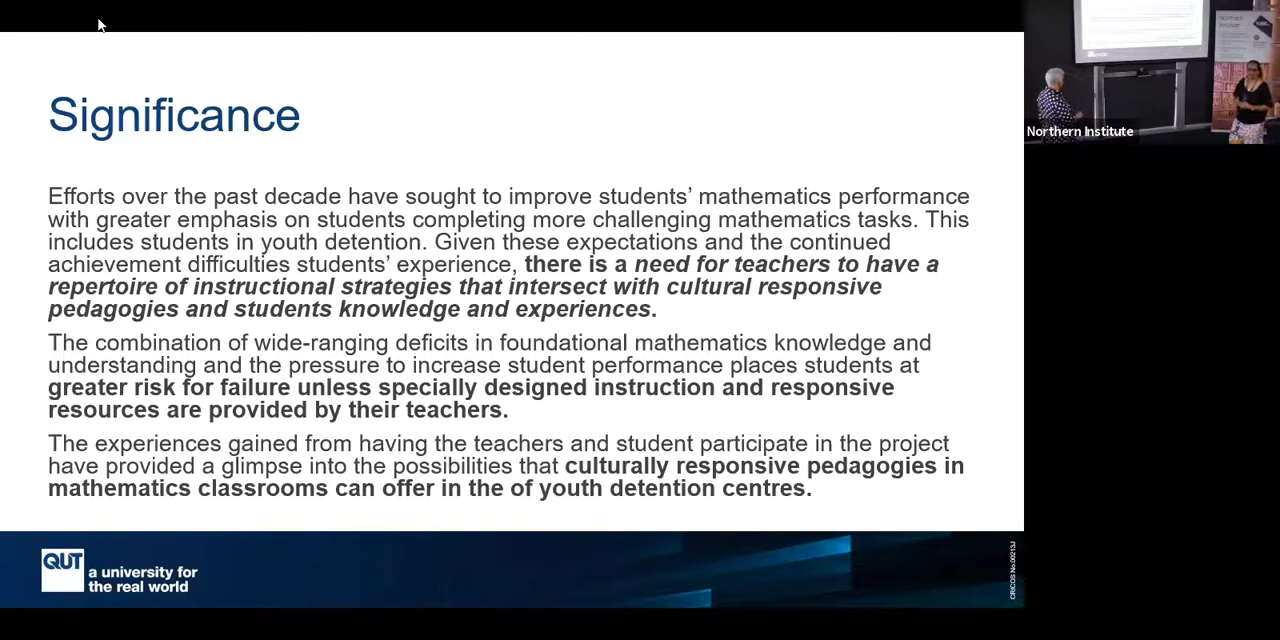 Significance
Efforts over the past decade have sought to improve students' mathematics performance
with greater emphasis on students completing more challenging mathematics tasks. This
includes students in youth detention. Given these expectations and the continued
achievement difficulties students' experience, there is a need for teachers to have a
repertoire of instructional strategies that intersect with cultural responsive
pedagogies and students knowledge and experiences.
The combination of wide-ranging deficits in foundational mathematics knowledge and
understanding and the pressure to increase student performance places students at
greater risk for failure unless specially designed instruction and responsive
resources are provided by their teachers.
The experiences gained from having the teachers and student participate in the project
have provided a glimpse into the possibilities that culturally responsive pedagogies in
mathematics classrooms can offer in the of youth detention centres.
QUT
a university for
the real world
CRICOS No.00213J
Northern Institute